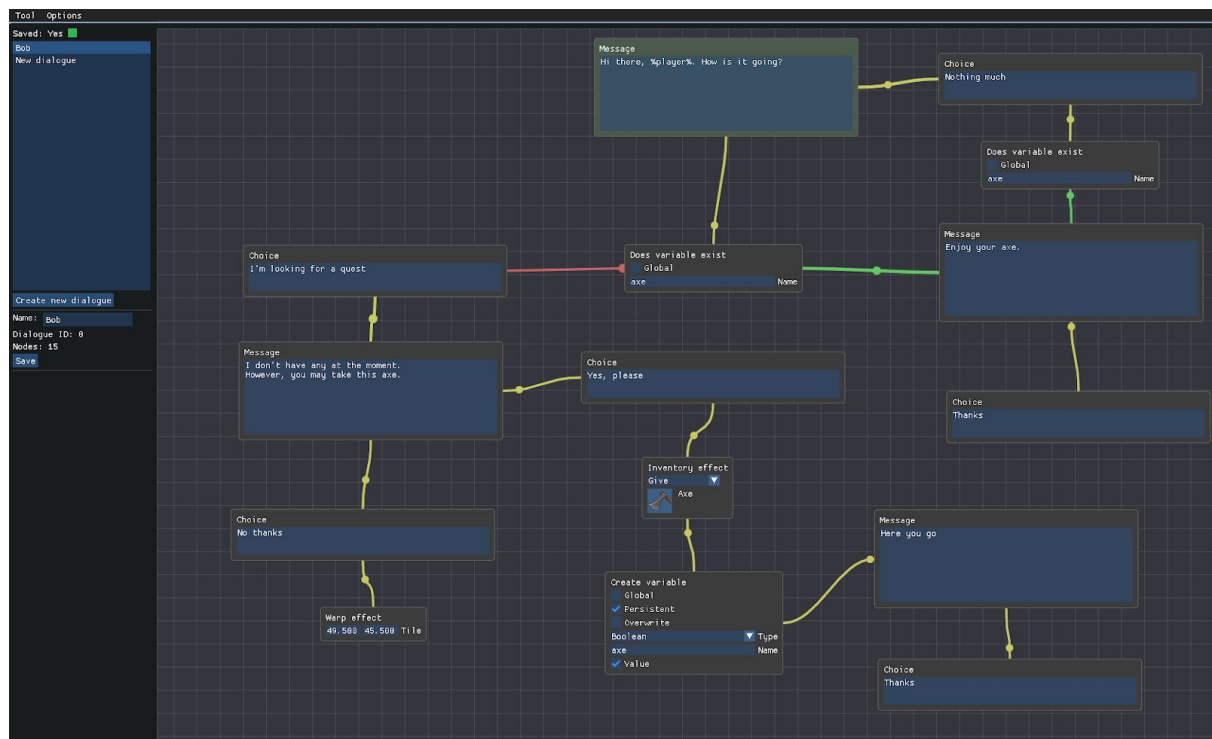 Tool Options
Saved: Yes
Bob
New dialogue
Create new dialogue
Name: Bob
Dialogue ID: 0
Nodes: 15
Save
Message
Hi there, %player%. How is it going?
Choice
Nothing much
Does variable exist
Global
axe Name
Message
Enjoy your axe.
Choice
Thanks
Does variable exist
Global
axe Name
Choice
I'm looking for a quest
Message
I don't have any at the moment.
However, you may take this axe.
Choice
Yes, please
Inventory effect
Give
Axe
Choice
No thanks
Warp effect
49.500 45.500 Tile
Create variable
Global
Persistent
Overwrite
Boolean Type
axe Name
Value
Message
Here you go
Choice
Thanks